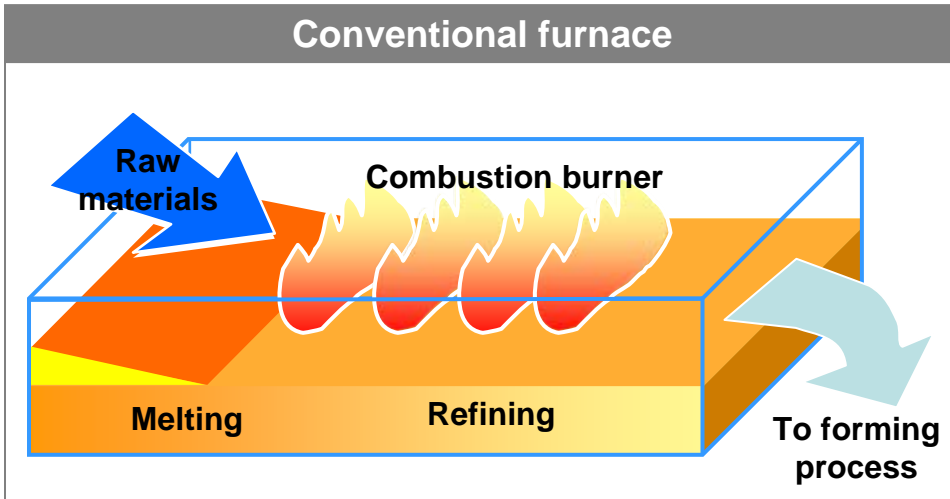 Conventional furnace
Raw
materials
Combustion burner
Melting
Refining
To forming
process